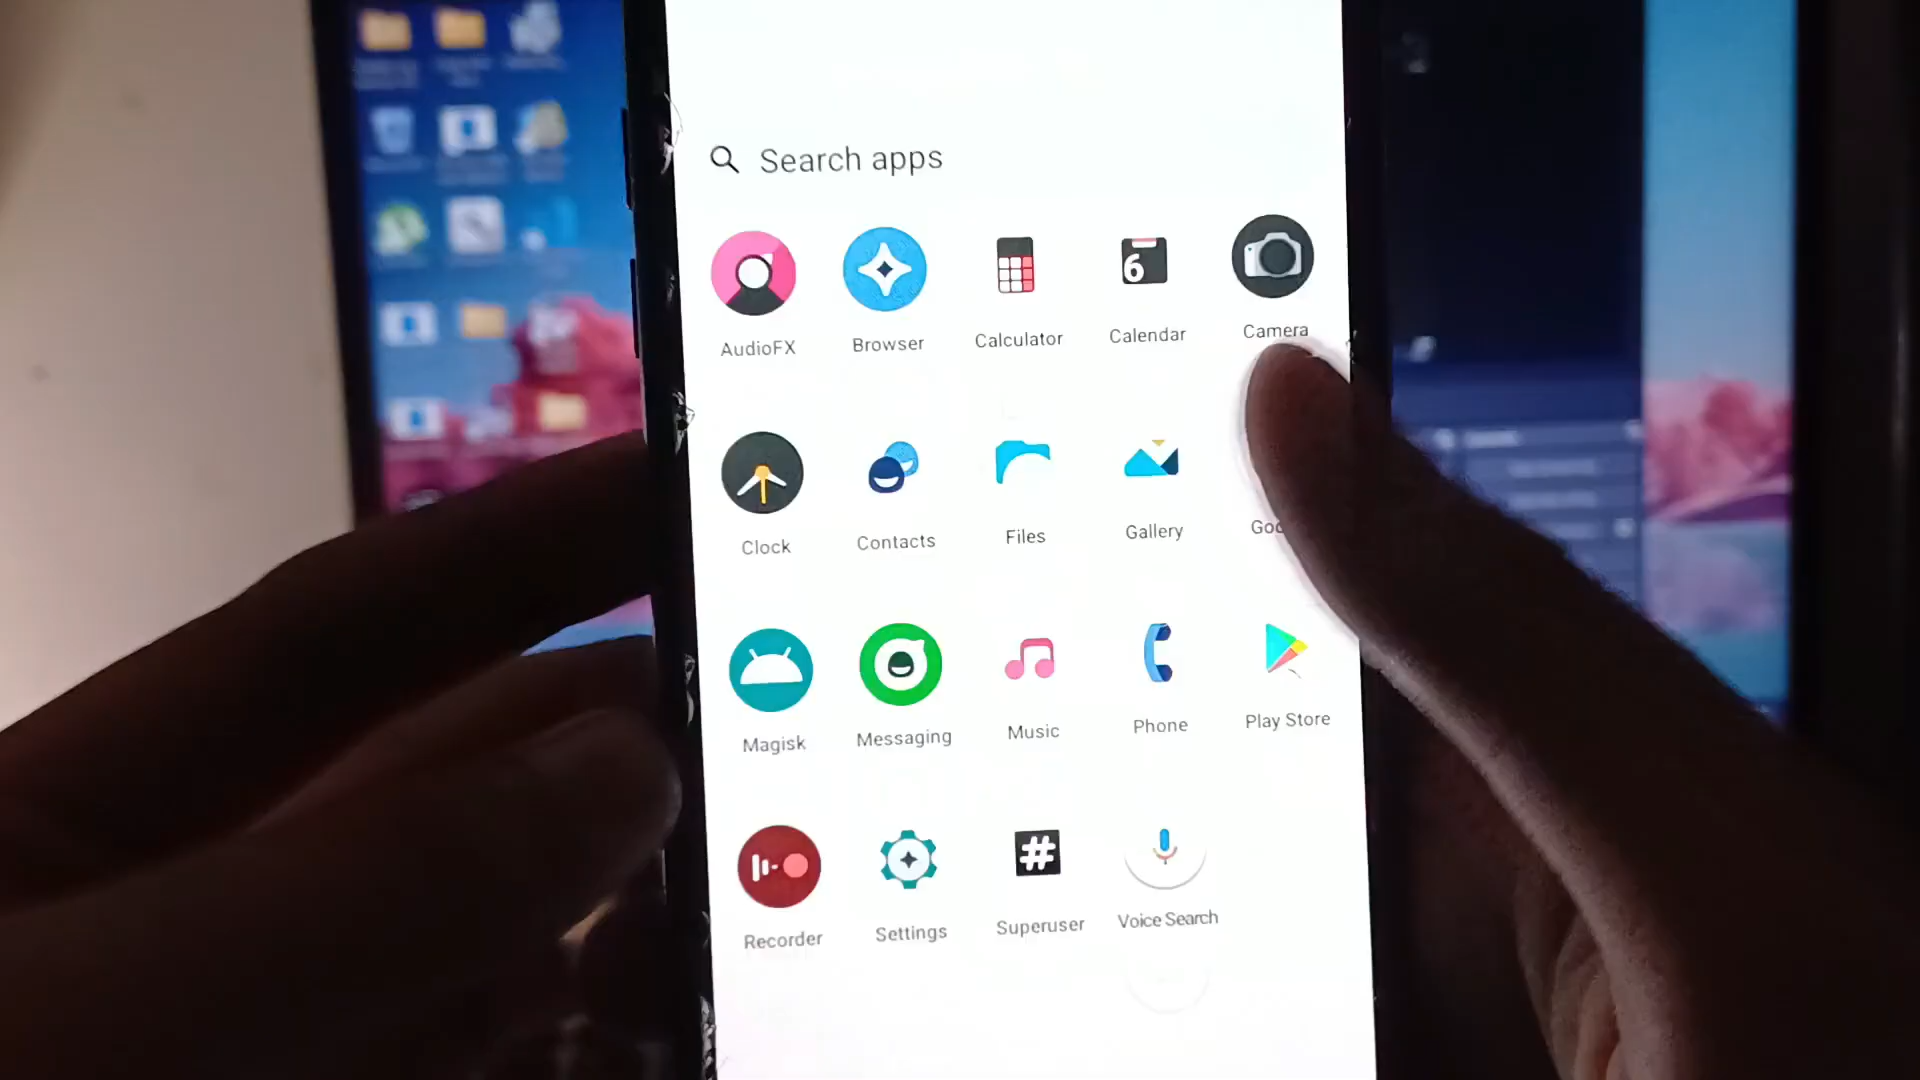 Search apps
AudioFX Browser Calculator Calendar Camera
6
Clock Contacts Files Gallery
Magisk Messaging Music Phone Play Store
#
Recorder Settings Superuser Voice Search